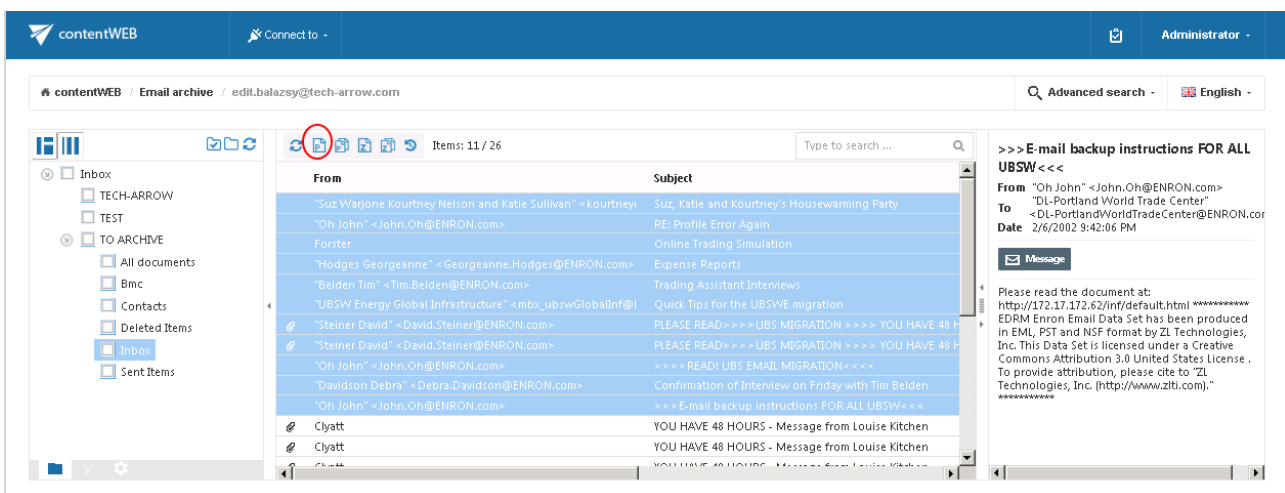 contentWEB
Connect to
Administrator
contentWEB / Email archive / edit.balazsy@tech-arrow.com
Advanced search
English
Inbox
TECH-ARROW
TEST
TO ARCHIVE
All documents
Bmc
Contacts
Deleted Items
Inbox
Sent Items
Items: 11 / 26
Type to search ...
From Subject
"Suz Warjone Kourtney Nelson and Katie Sullivan" <kourtney Suz, Katie and Kourtney's Housewarming Party
"Oh John" <John.Oh@ENRON.com> RE: Profile Error Again
Forster Online Trading Simulation
"Hodges Georgeanne" <Georgeanne.Hodges@ENRON.com> Expense Reports
"Belden Tim" <Tim.Belden@ENRON.com> Trading Assistant Interviews
"UBSW Energy Global Infrastructure" <mbx_ubswGlobalInf@ Quick Tips for the UBSWE migration
"Steiner David" <David.Steiner@ENRON.com> PLEASE READ>>>>UBS MIGRATION >>>> YOU HAVE 48 H
"Steiner David" <David.Steiner@ENRON.com> PLEASE READ>>>>UBS MIGRATION >>>> YOU HAVE 48 H
"Oh John" <John.Oh@ENRON.com> >>>>READ! UBS EMAIL MIGRATION<<<<
"Davidson Debra" <Debra.Davidson@ENRON.com> Confirmation of Interview on Friday with Tim Belden
"Oh John" <John.Oh@ENRON.com> >>>E-mail backup instructions FOR ALL UBSW<<<
Clyatt YOU HAVE 48 HOURS - Message from Louise Kitchen
Clyatt YOU HAVE 48 HOURS - Message from Louise Kitchen
Clyatt YOU HAVE 48 HOURS - Message from Louise Kitchen
>>>E-mail backup instructions FOR ALL
UBSW<<<
From "Oh John" <John.Oh@ENRON.com>
To "DL-Portland World Trade Center"
<DL-PortlandWorldTradeCenter@ENRON.cor
Date 2/6/2002 9:42:06 PM
Message
Please read the document at:
http://172.17.172.62/inf/default.html ***********
EDRM Enron Email Data Set has been produced
in EML, PST and NSF format by ZL Technologies,
Inc. This Data Set is licensed under a Creative
Commons Attribution 3.0 United States License .
To provide attribution, please cite to "ZL
Technologies, Inc. (http://www.zlti.com)."
***********